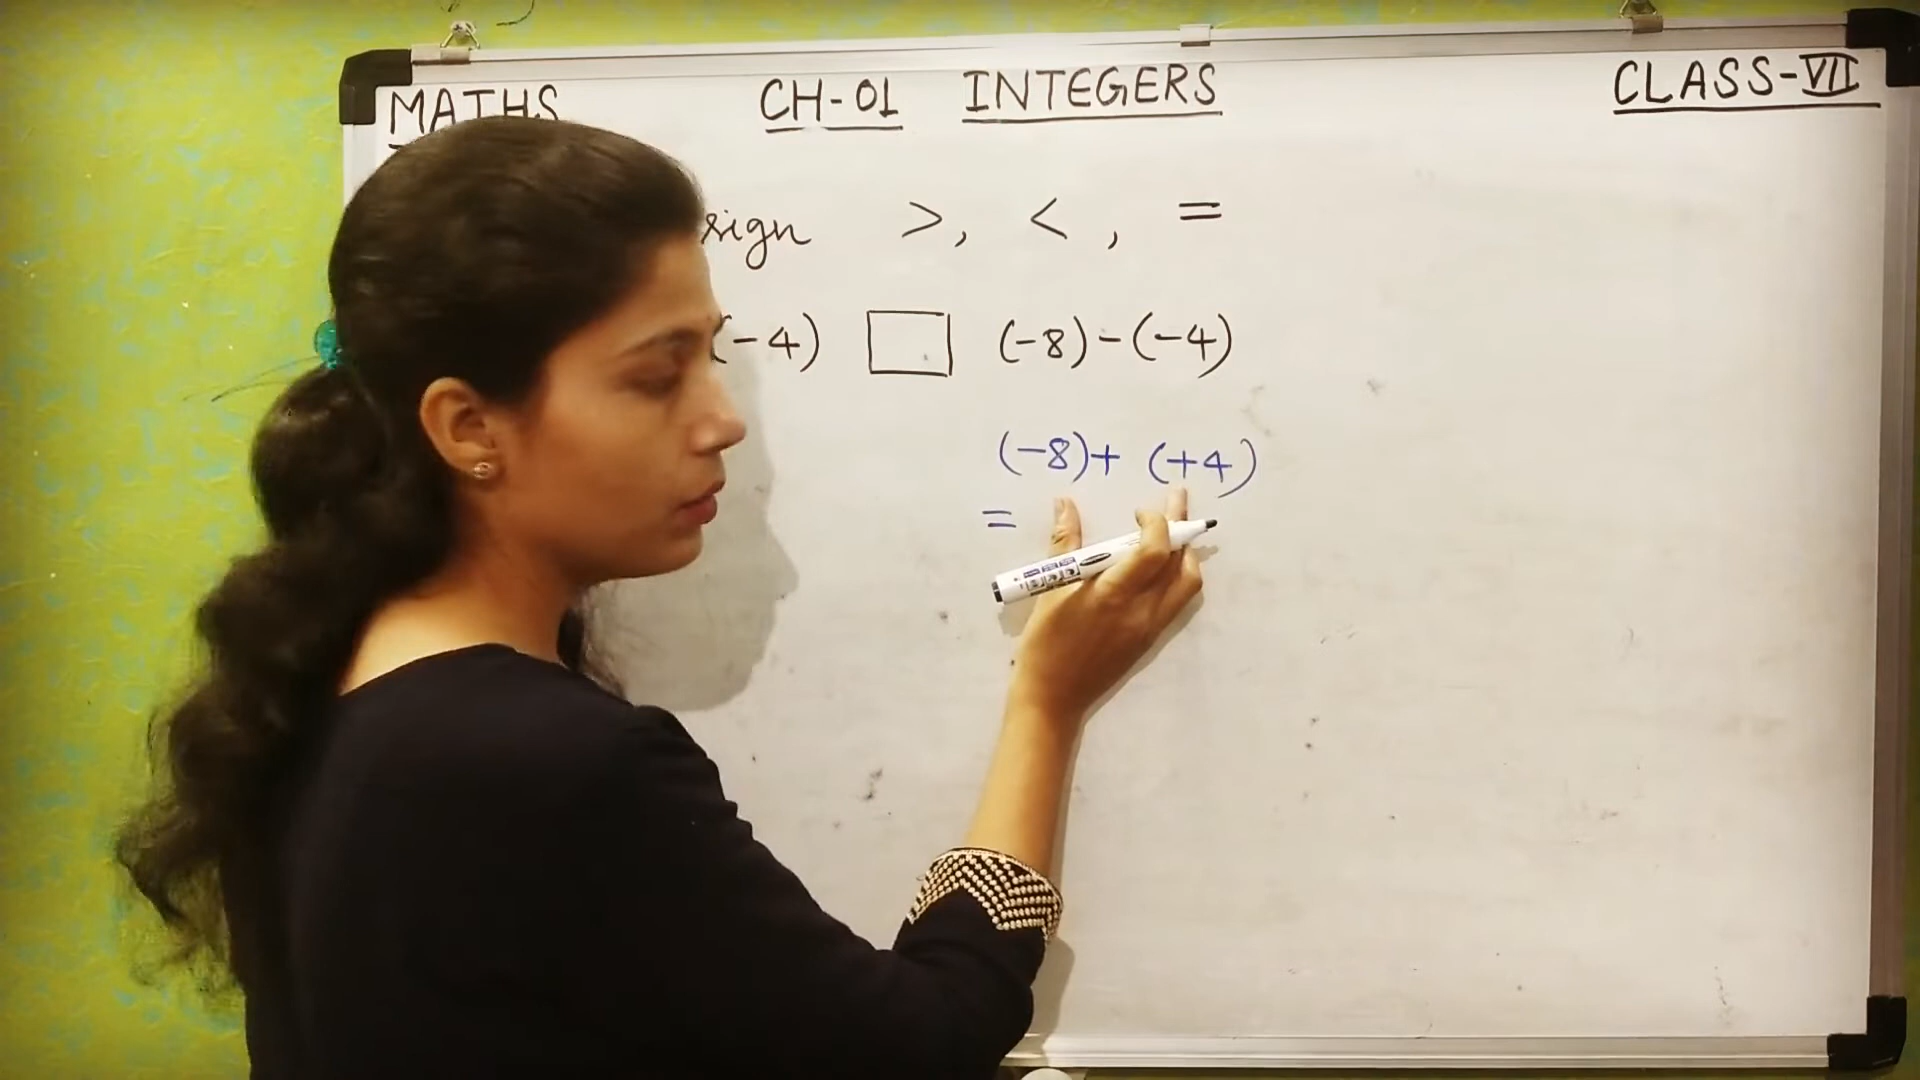 MATHS CH-01 INTEGERS CLASS-VII
sign >, < , =
(-4) □ (-8)-(-4)
(-8)+ (+4)
=